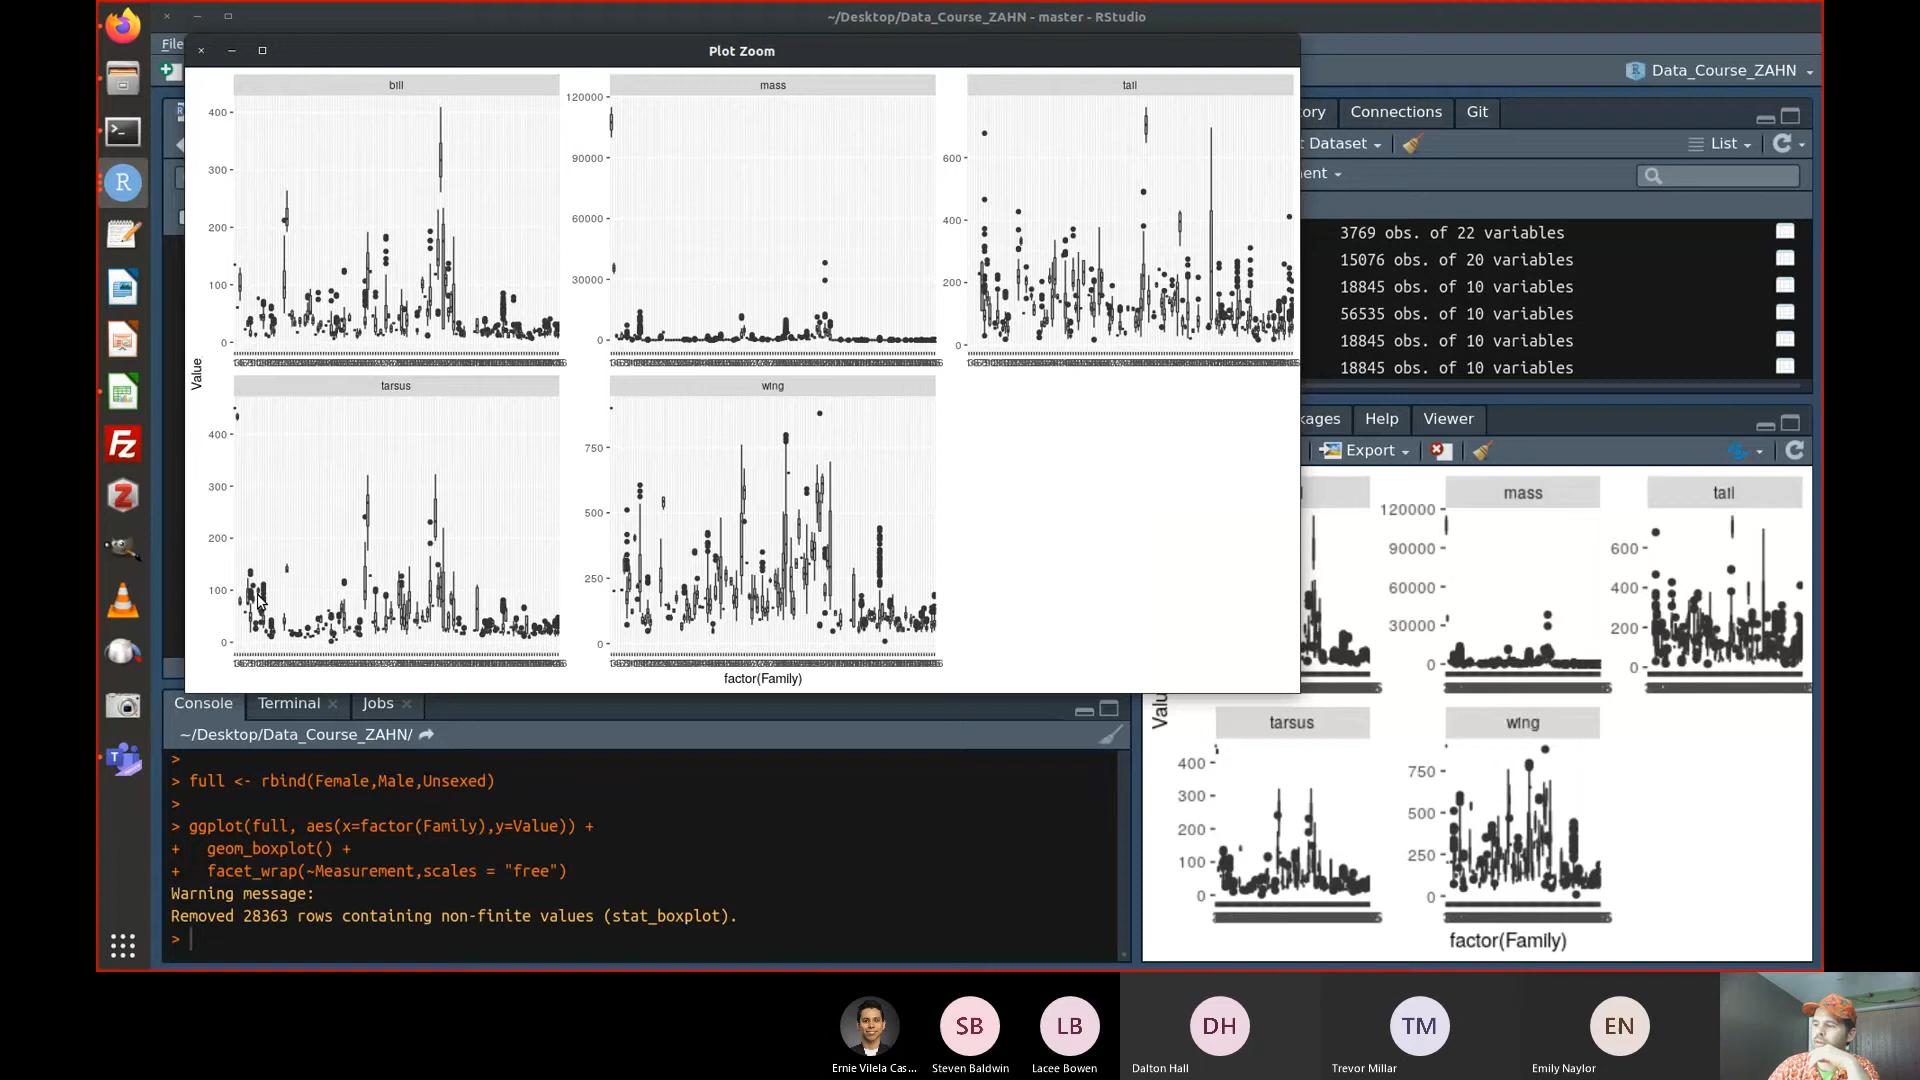 ~/Desktop/Data_Course_ZAHN - master - RStudio
File
Plot Zoom
Data_Course_ZAHN
bill
mass
tail
400
300
200
100
0
120000
90000
60000
30000
0
600
400
200
0
Value
tarsus
wing
400
300
200
100
0
750
500
250
0
factor(Family)
ory
Connections
Git
t Dataset
List
ent
3769 obs. of 22 variables
15076 obs. of 20 variables
18845 obs. of 10 variables
56535 obs. of 10 variables
18845 obs. of 10 variables
18845 obs. of 10 variables
kages
Help
Viewer
Export
l
mass
tail
120000
90000
60000
30000
0
600
400
200
0
Valu
tarsus
wing
400
300
200
100
0
750
500
250
0
factor(Family)
Console
Terminal
Jobs
~/Desktop/Data_Course_ZAHN/
>
> full <- rbind(Female,Male,Unsexed)
>
> ggplot(full, aes(x=factor(Family),y=Value)) +
+   geom_boxplot() +
+   facet_wrap(~Measurement,scales = "free")
Warning message:
Removed 28363 rows containing non-finite values (stat_boxplot).
>
R
Fz
Z
T
SB
LB
DH
TM
EN
Ernie Vilela Cas...
Steven Baldwin
Lacee Bowen
Dalton Hall
Trevor Millar
Emily Naylor